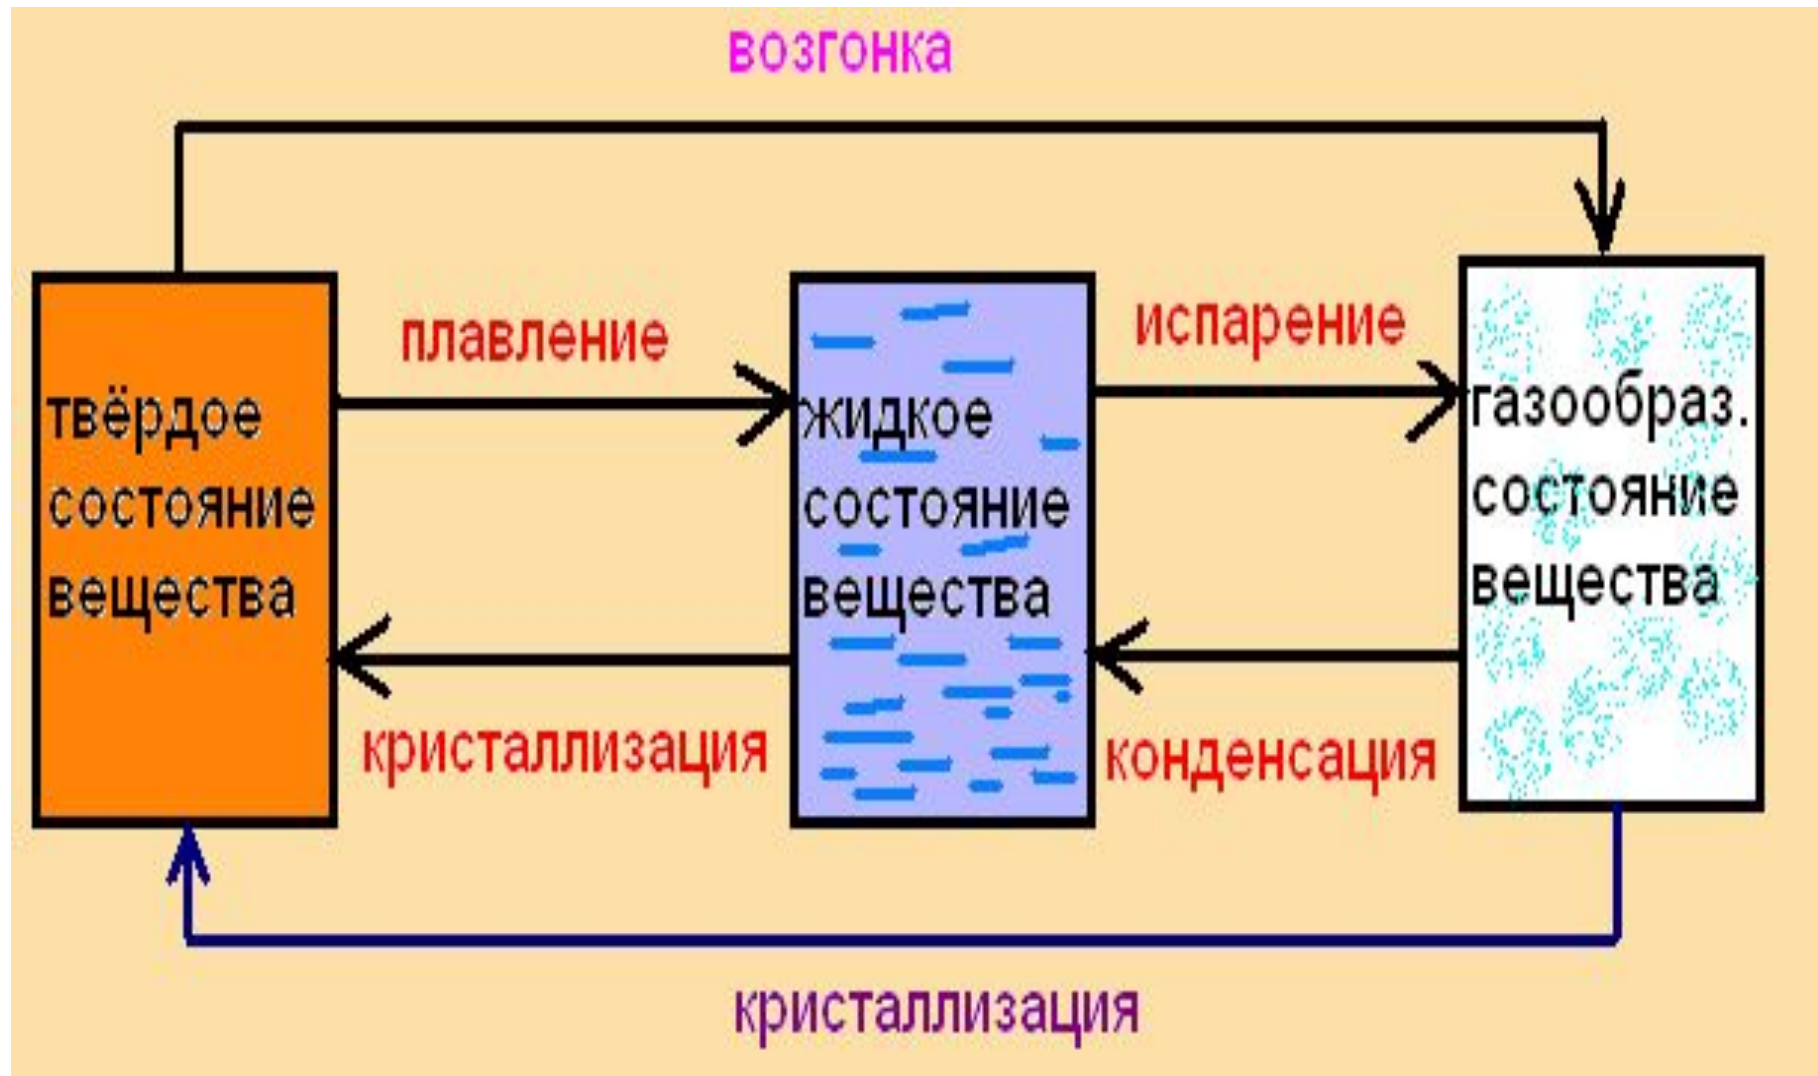 возгонка
плавление
испарение
твёрдое
состояние
вещества
жидкое
состояние
вещества
газообраз.
состояние
вещества
кристаллизация
конденсация
кристаллизация